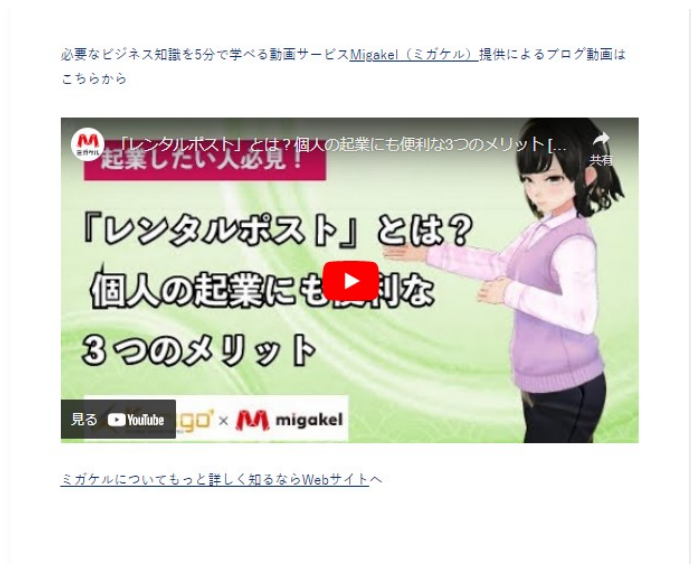 必要なビジネス知識を5分で学べる動画サービスMigakel（ミガケル）提供によるブログ動画は
こちらから
「レンタルポスト」とは？個人の起業にも便利な3つのメリット [...
ミガケル
共有
起業したい人必見！
「レンタルポスト」とは？
個人の起業にも便利な
3つのメリット
見る YouTube
go × migakel
ミガケルについてもっと詳しく知るならWebサイトへ